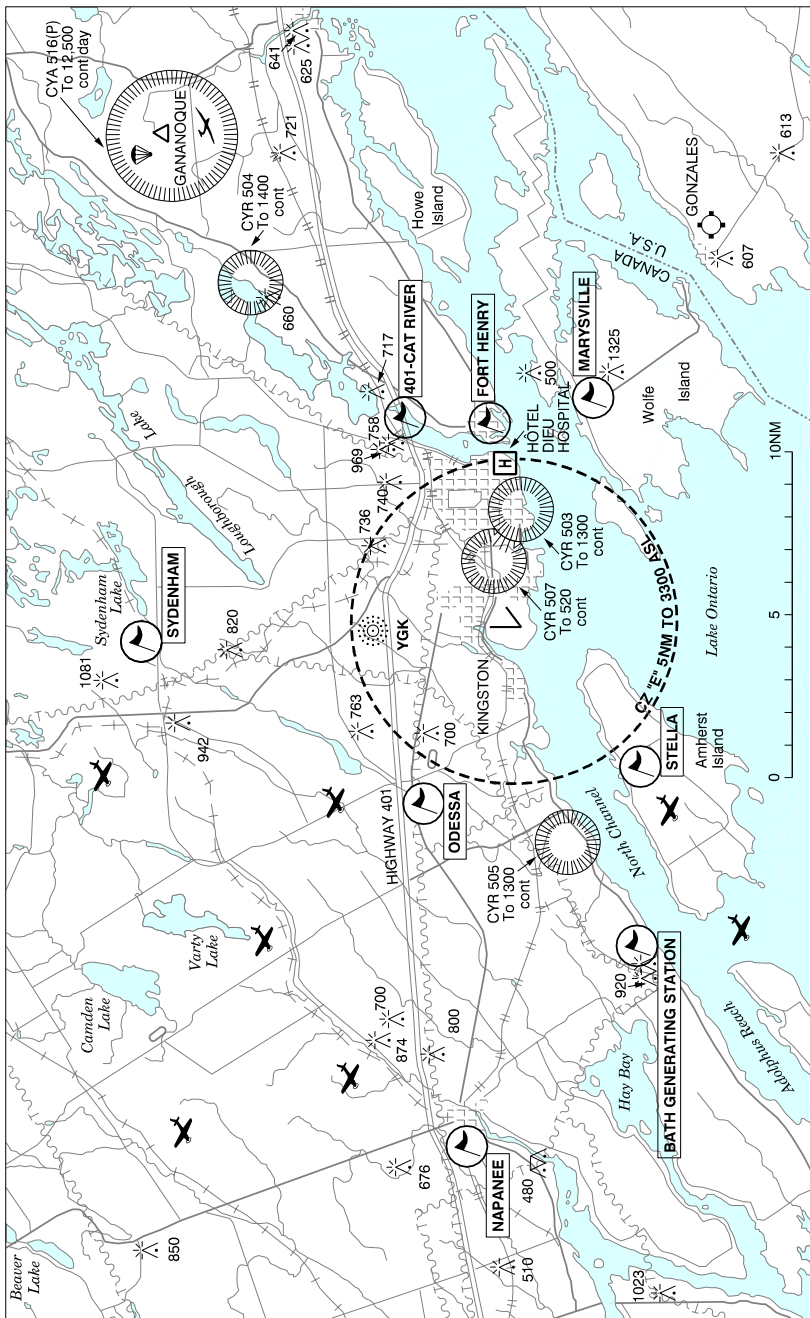 Beaver
Lake
CYA 516(P)
To 12,500
cont day
Camden
Lake
Varty
Lake
850
1081
942
Sydenham
Lake
SYDENHAM
Lake
Loughborough
820
GANANOQUE
CYR 504
To 1400
cont
660
641
625
721
763
736
740
969
758
717
YGK
874
700
676
HIGHWAY 401
401-CAT RIVER
Howe
Island
800
700
ODESSA
NAPANEE
510
480
KINGSTON
FORT HENRY
CYR 505
To 1300
cont
CYR 507
To 520
cont
CYR 503
To 1300
cont
H
HÔTEL
DIEU
HOSPITAL
500
MARYSVILLE
1325
920
Hay Bay
North Channel
1023
BATH GENERATING STATION
STELLA
CZ "E" 5NM TO 3300 ASL
Wolfe
Island
CANADA
U.S.A.
GONZALES
607
613
Amherst
Island
Lake Ontario
Adolphus Reach
0
5
10NM